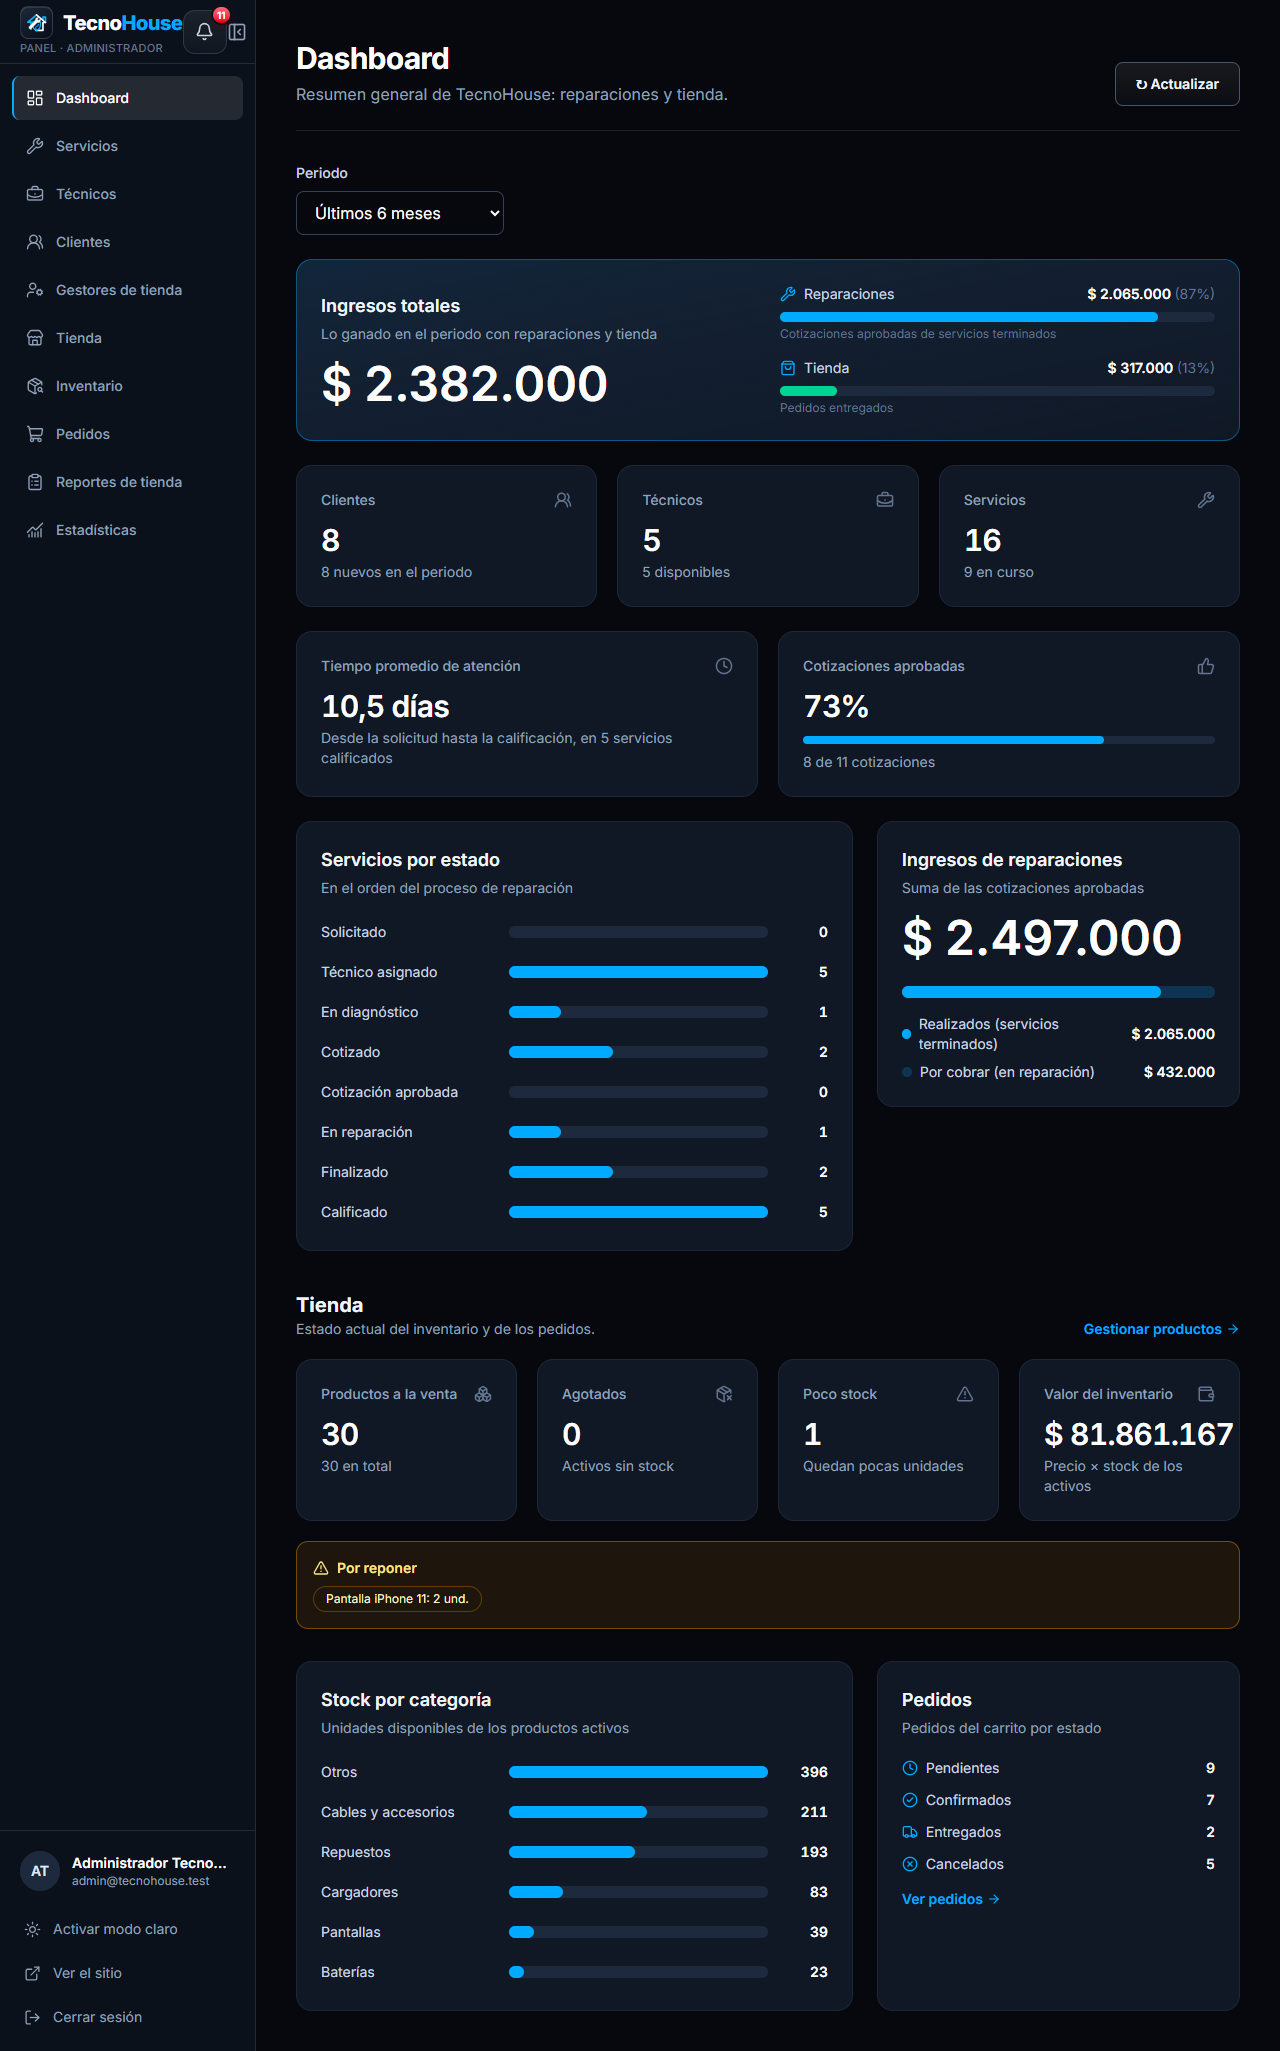 TecnoHouse
11
PANEL · ADMINISTRADOR
Dashboard
Servicios
Técnicos
Clientes
Gestores de tienda
Tienda
Inventario
Pedidos
Reportes de tienda
Estadísticas
AT
Administrador Tecno...
admin@tecnohouse.test
Activar modo claro
Ver el sitio
Cerrar sesión
Dashboard
Resumen general de TecnoHouse: reparaciones y tienda.
↻ Actualizar
Periodo
Últimos 6 meses
Ingresos totales
Lo ganado en el periodo con reparaciones y tienda
$ 2.382.000
Reparaciones $ 2.065.000 (87%)
Cotizaciones aprobadas de servicios terminados
Tienda $ 317.000 (13%)
Pedidos entregados
Clientes
8
8 nuevos en el periodo
Técnicos
5
5 disponibles
Servicios
16
9 en curso
Tiempo promedio de atención
10,5 días
Desde la solicitud hasta la calificación, en 5 servicios
calificados
Cotizaciones aprobadas
73%
8 de 11 cotizaciones
Servicios por estado
En el orden del proceso de reparación
Solicitado 0
Técnico asignado 5
En diagnóstico 1
Cotizado 2
Cotización aprobada 0
En reparación 1
Finalizado 2
Calificado 5
Ingresos de reparaciones
Suma de las cotizaciones aprobadas
$ 2.497.000
Realizados (servicios
terminados) $ 2.065.000
Por cobrar (en reparación) $ 432.000
Tienda
Estado actual del inventario y de los pedidos.
Gestionar productos →
Productos a la venta
30
30 en total
Agotados
0
Activos sin stock
Poco stock
1
Quedan pocas unidades
Valor del inventario
$ 81.861.167
Precio × stock de los
activos
Por reponer
Pantalla iPhone 11: 2 und.
Stock por categoría
Unidades disponibles de los productos activos
Otros 396
Cables y accesorios 211
Repuestos 193
Cargadores 83
Pantallas 39
Baterías 23
Pedidos
Pedidos del carrito por estado
Pendientes 9
Confirmados 7
Entregados 2
Cancelados 5
Ver pedidos →